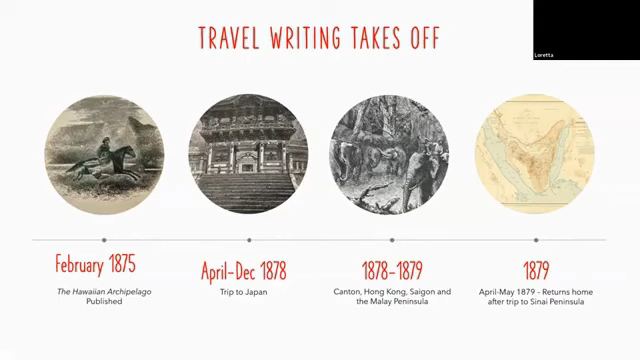 TRAVEL WRITING TAKES OFF
Loretta
February 1875
The Hawaiian Archipelago
Published
April-Dec 1878
Trip to Japan
1878-1879
Canton, Hong Kong, Saigon and
the Malay Peninsula
1879
April-May 1879 – Returns home
after trip to Sinai Peninsula